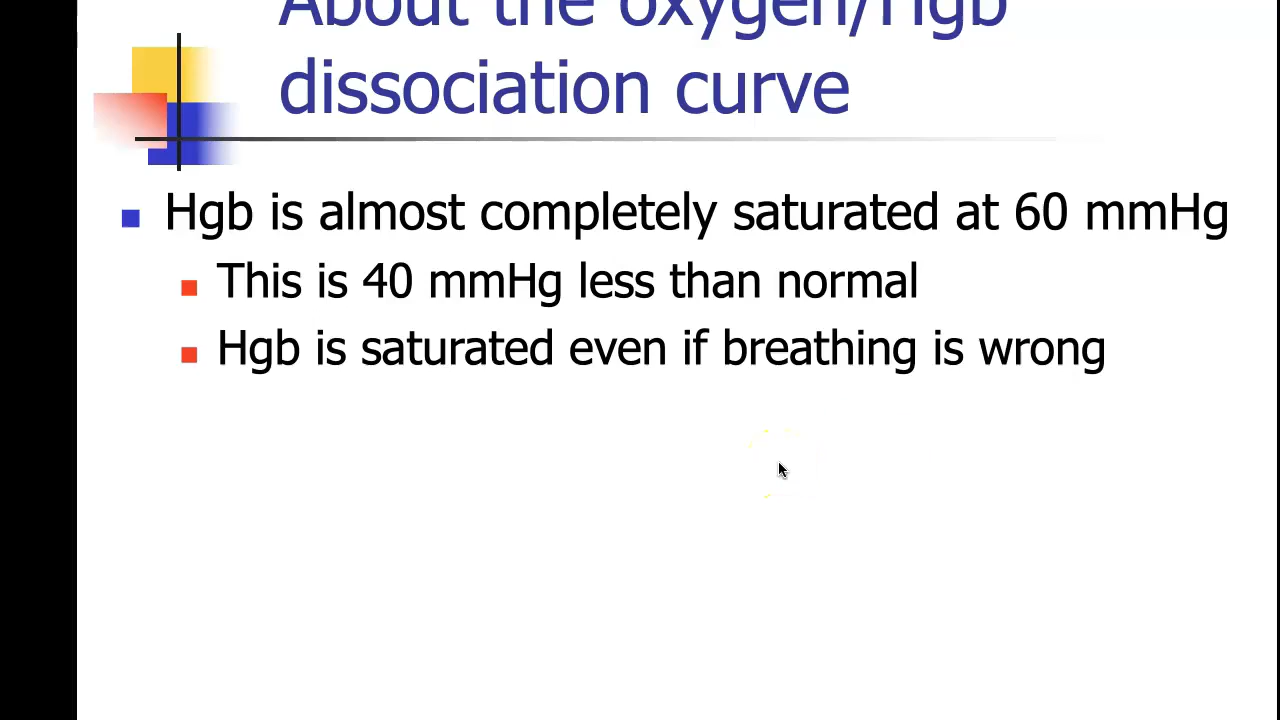 About the oxygen/Hgb
dissociation curve
Hgb is almost completely saturated at 60 mmHg
This is 40 mmHg less than normal
Hgb is saturated even if breathing is wrong